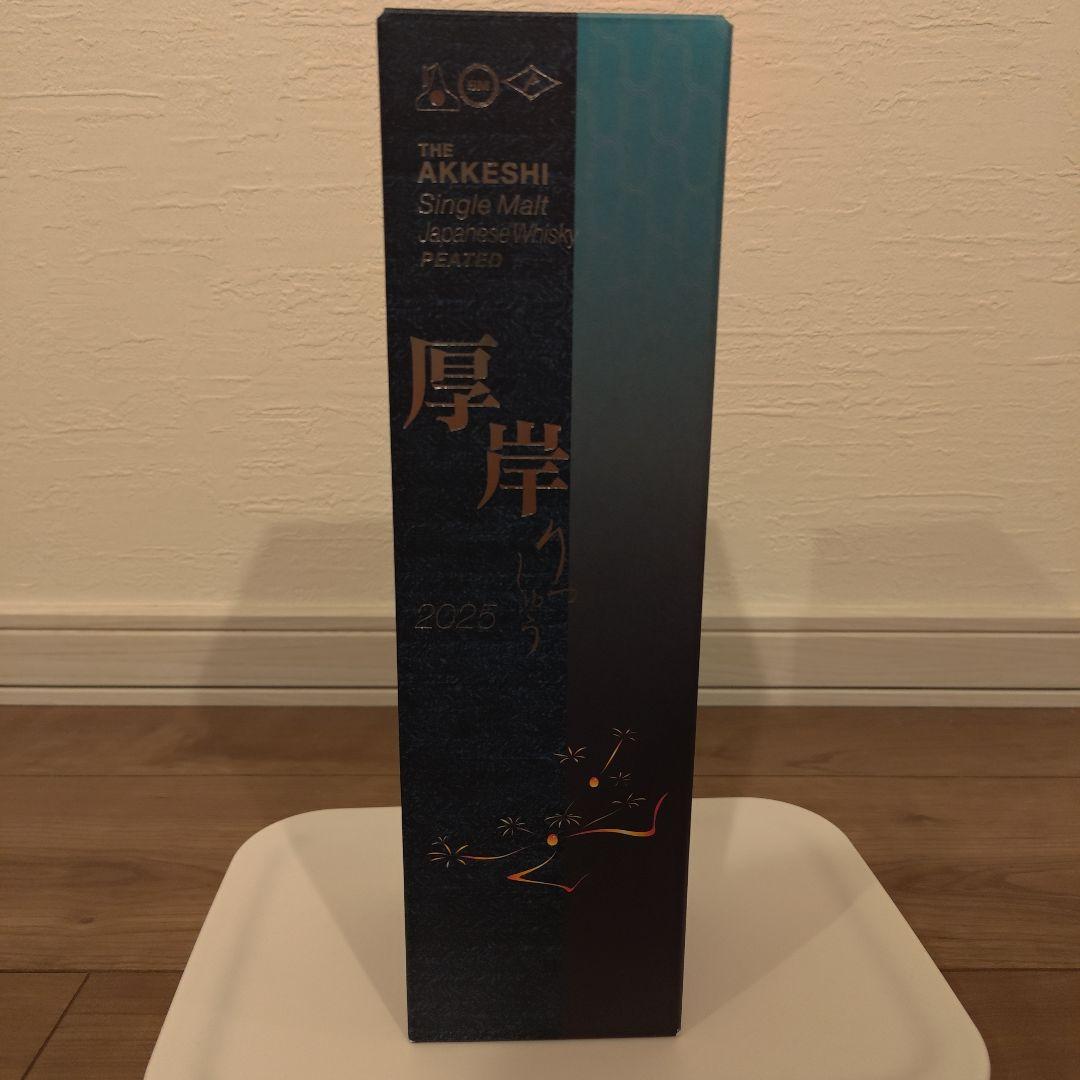 THE
AKKESHI
Single Malt
Japanese Whisky
PEATED
厚岸
りっ
しゅう
2025